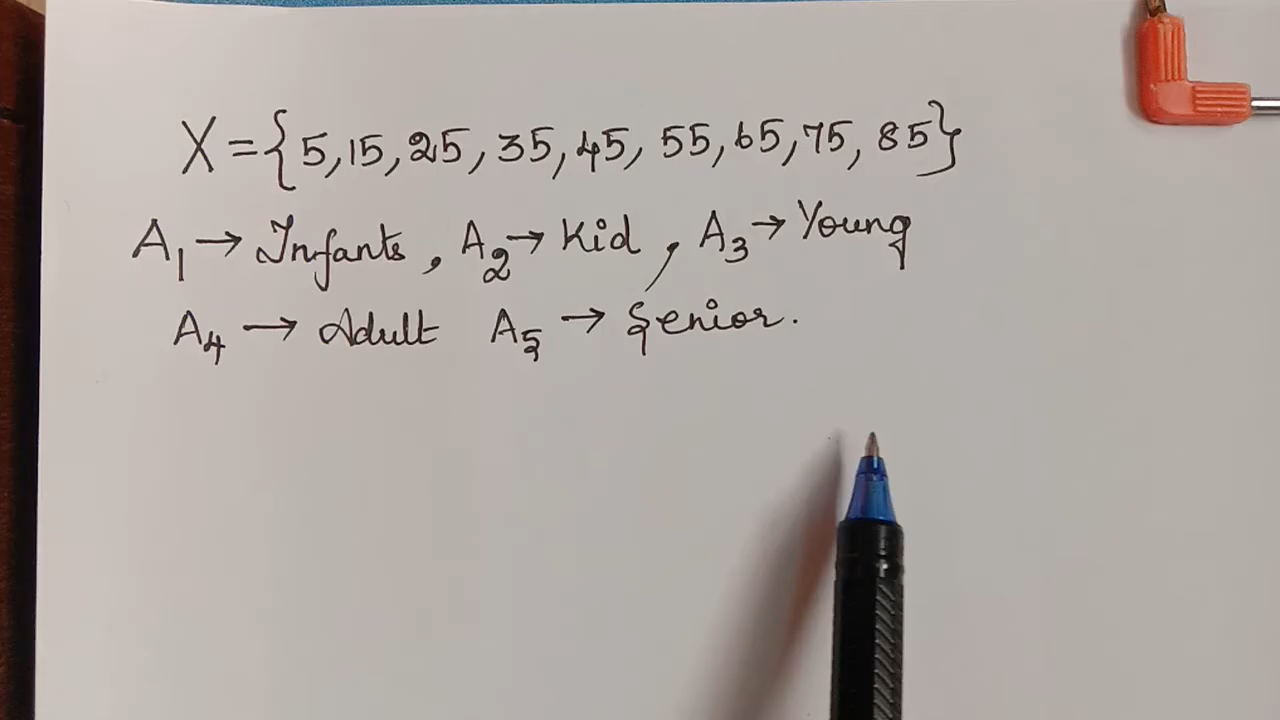 X = {5, 15, 25, 35, 45, 55, 65, 75, 85}
A₁ → Infants, A₂ → Kid, A₃ → Young
A₄ → Adult A₅ → Senior.